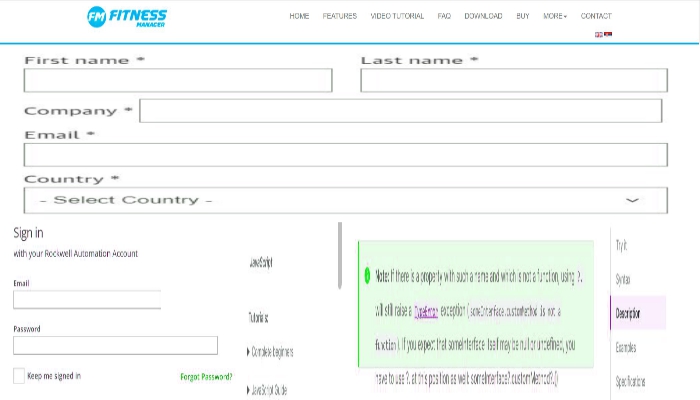 FM FITNESS MANAGER
HOME FEATURES VIDEO TUTORIAL FAQ DOWNLOAD BUY MORE CONTACT
First name * Last name *
Company *
Email *
Country *
- Select Country -
Sign in
with your Rockwell Automation Account
Email
Password
Keep me signed in Forgot Password?
JavaScript
Tutorials:
Complete beginners
JavaScript Guide
Note: If there is a property with such a name and which is not a function, using ?.
will still raise a TypeError exception (someInterface.customMethod is not a
function). If you expect that someInterface itself may be null or undefined, you
have to use ?. at this position as well: someInterface?.customMethod?.()
Try it
Syntax
Description
Examples
Specifications